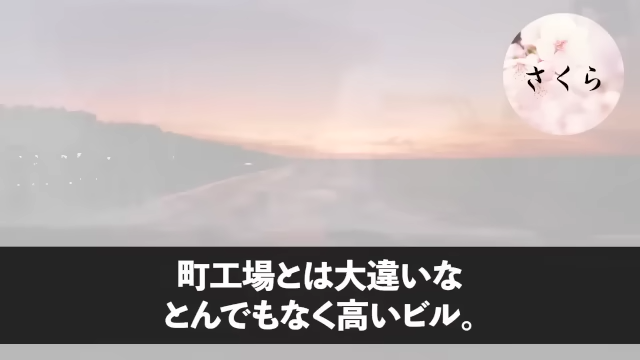 さくら
町工場とは大違いな
とんでもなく高いビル。